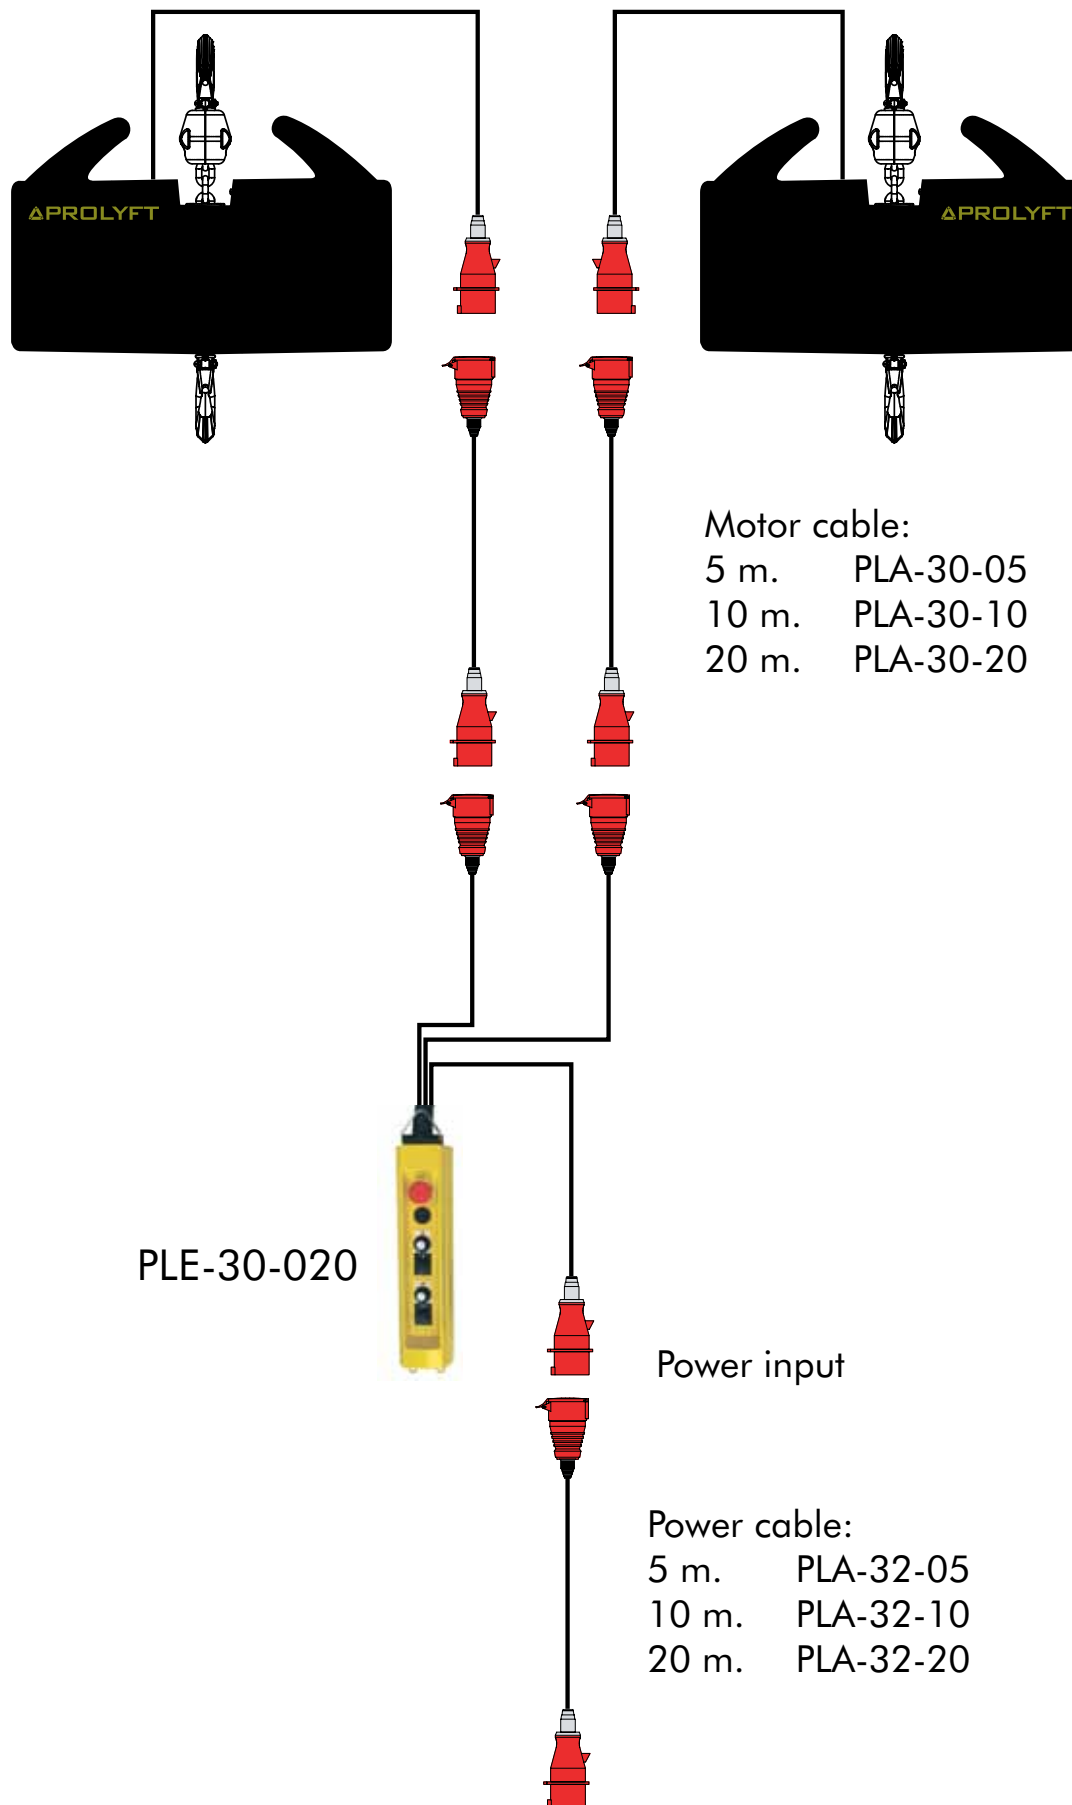 PROLYFT
PROLYFT
Motor cable:
5 m. PLA-30-05
10 m. PLA-30-10
20 m. PLA-30-20
PLE-30-020
Power input
Power cable:
5 m. PLA-32-05
10 m. PLA-32-10
20 m. PLA-32-20